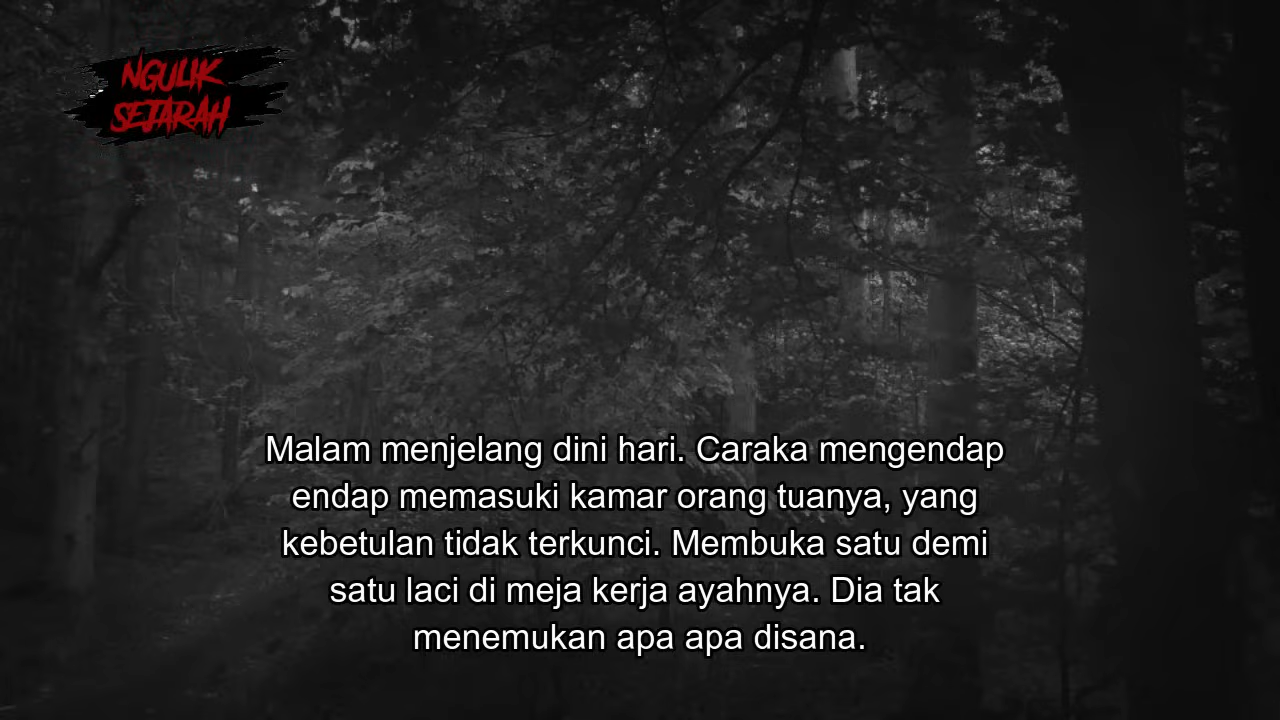 NGULIK
SEJARAH
Malam menjelang dini hari. Caraka mengendap
endap memasuki kamar orang tuanya, yang
kebetulan tidak terkunci. Membuka satu demi
satu laci di meja kerja ayahnya. Dia tak
menemukan apa apa disana.